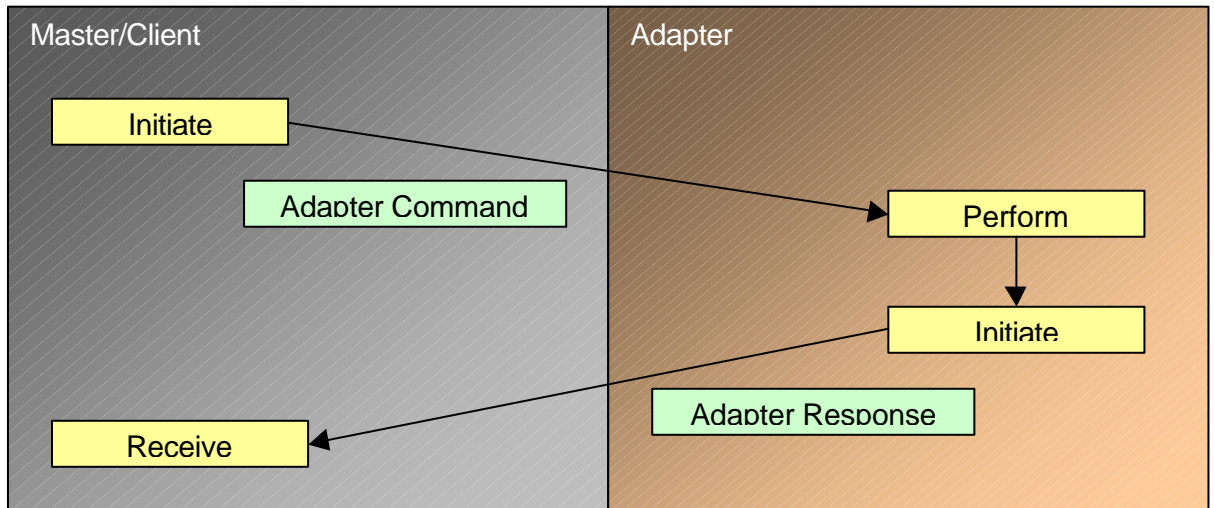 Master/Client
Adapter
Initiate
Adapter Command
Perform
Initiate
Adapter Response
Receive